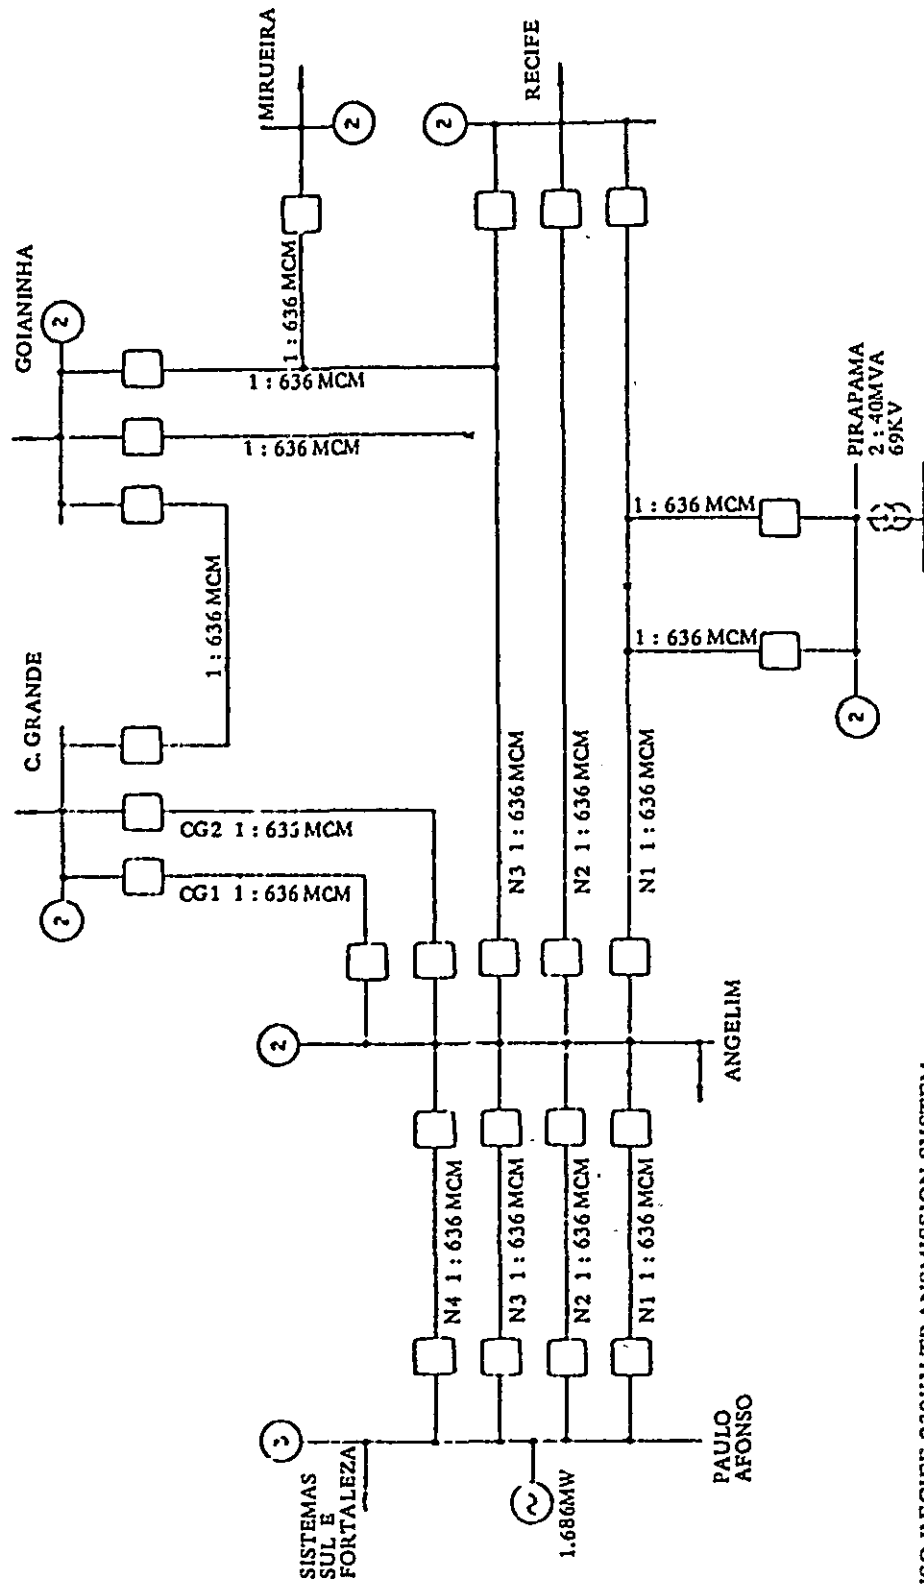 MIRUEIRA
2
RECIFE
2
GOIANINHA
2
1 : 636 MCM
1 : 636 MCM
1 : 636 MCM
1 : 636 MCM
C. GRANDE
2
CG2 1 : 636 MCM
CG1 1 : 636 MCM
N3 1 : 636 MCM
N2 1 : 636 MCM
N1 1 : 636 MCM
1 : 636 MCM
1 : 636 MCM
PIRAPAMA
2 : 40MVA
69KV
2
2
ANGELIM
N4 1 : 636 MCM
N3 1 : 636 MCM
N2 1 : 636 MCM
N1 1 : 636 MCM
3
SISTEMAS
SUL E
FORTALEZA
1.686MW
PAULO
AFONSO
TRANSMISSION SYSTEM